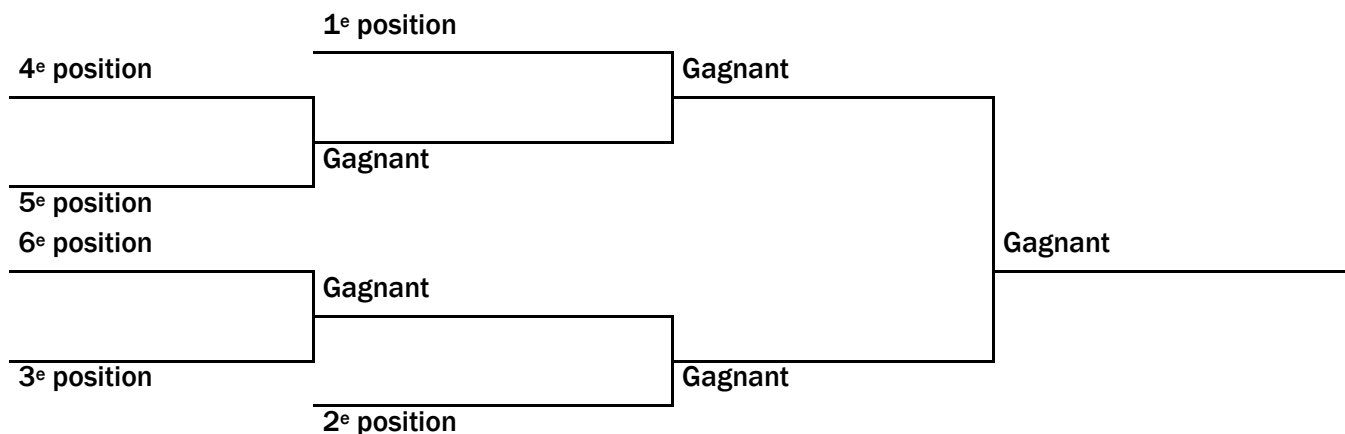 1e position
4e position
Gagnant
Gagnant
5e position
6e position
Gagnant
Gagnant
3e position
Gagnant
2e position